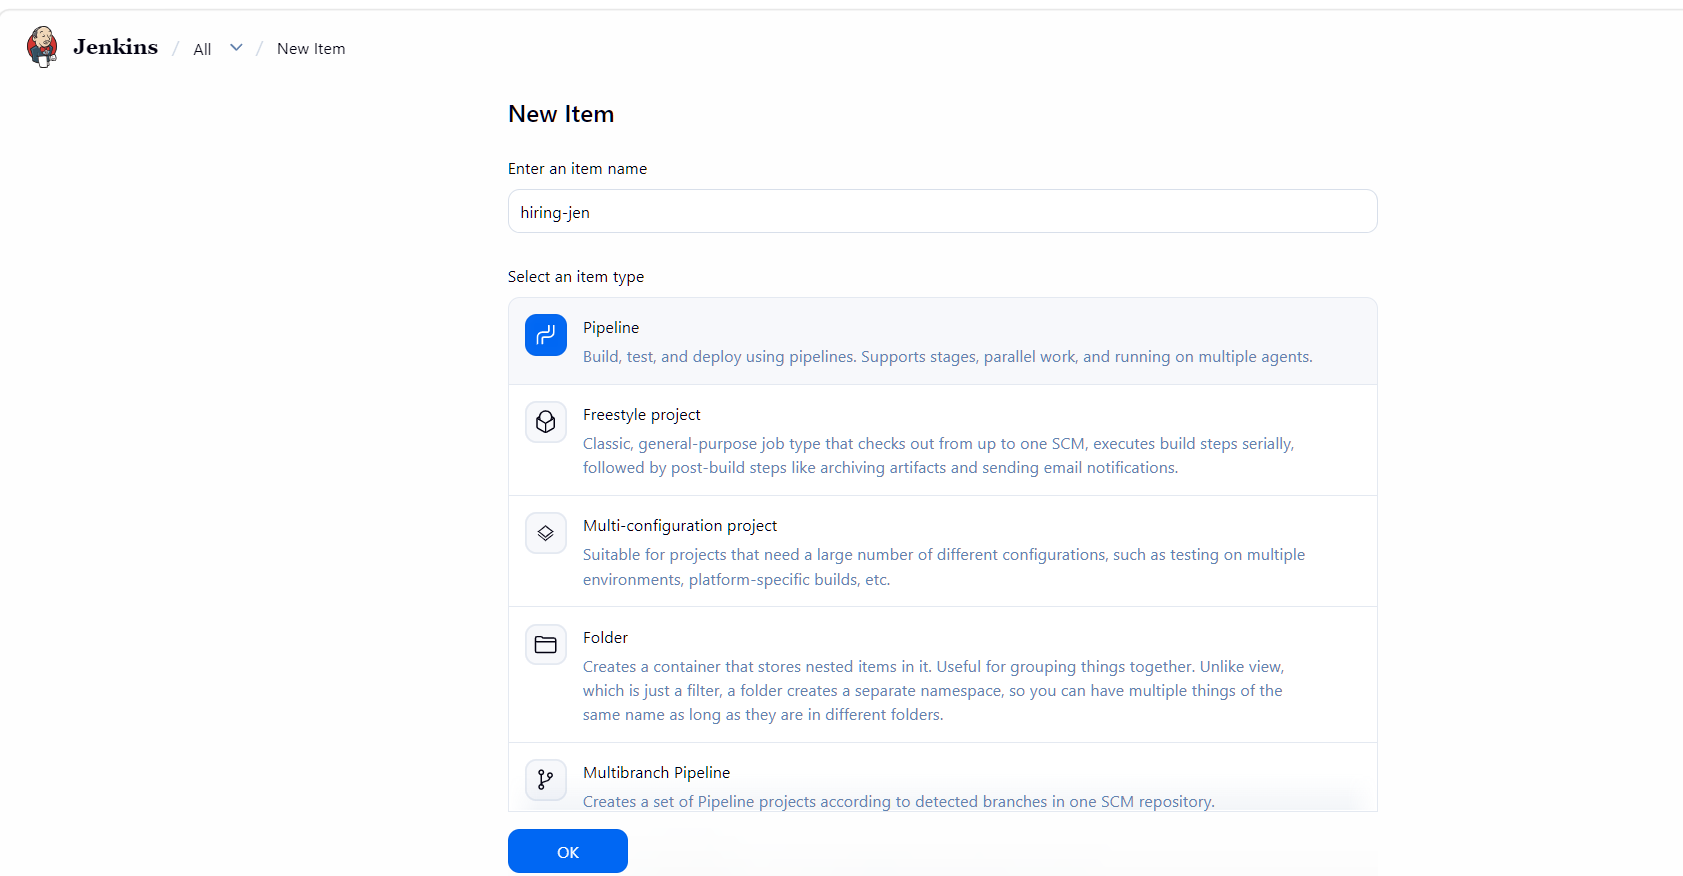 Jenkins / All / New Item
New Item
Enter an item name
hiring-jen
Select an item type
Pipeline
Build, test, and deploy using pipelines. Supports stages, parallel work, and running on multiple agents.
Freestyle project
Classic, general-purpose job type that checks out from up to one SCM, executes build steps serially,
followed by post-build steps like archiving artifacts and sending email notifications.
Multi-configuration project
Suitable for projects that need a large number of different configurations, such as testing on multiple
environments, platform-specific builds, etc.
Folder
Creates a container that stores nested items in it. Useful for grouping things together. Unlike view,
which is just a filter, a folder creates a separate namespace, so you can have multiple things of the
same name as long as they are in different folders.
Multibranch Pipeline
Creates a set of Pipeline projects according to detected branches in one SCM repository.
OK